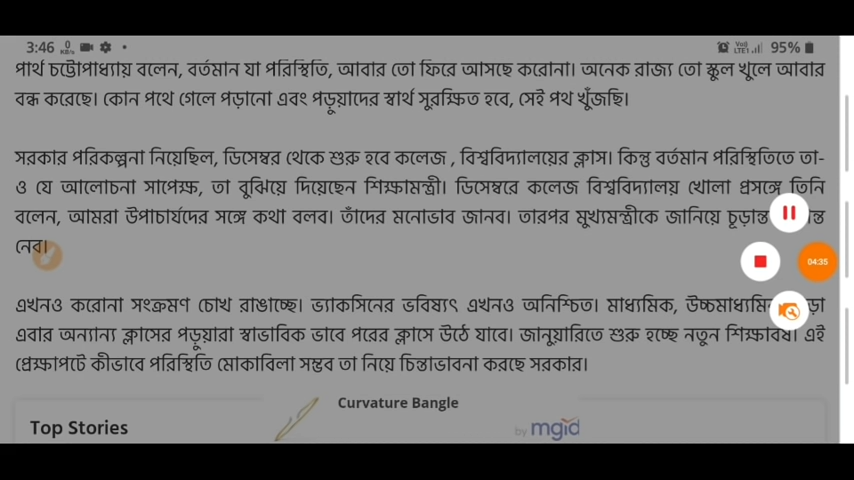 3:46 0 KB/s Vo)) LTE1 95%
পার্থ চট্টোপাধ্যায় বলেন, বর্তমান যা পরিস্থিতি, আবার তো ফিরে আসছে করোনা। অনেক রাজ্য তো স্কুল খুলে আবার
বন্ধ করেছে। কোন পথে গেলে পড়ানো এবং পড়ুয়াদের স্বার্থ সুরক্ষিত হবে, সেই পথ খুঁজছি।
সরকার পরিকল্পনা নিয়েছিল, ডিসেম্বর থেকে শুরু হবে কলেজ , বিশ্ববিদ্যালয়ের ক্লাস। কিন্তু বর্তমান পরিস্থিতিতে তা-
ও যে আলোচনা সাপেক্ষ, তা বুঝিয়ে দিয়েছেন শিক্ষামন্ত্রী। ডিসেম্বরে কলেজ বিশ্ববিদ্যালয় খোলা প্রসঙ্গে তিনি
বলেন, আমরা উপাচার্যদের সঙ্গে কথা বলব। তাঁদের মনোভাব জানব। তারপর মুখ্যমন্ত্রীকে জানিয়ে চূড়ান্ত
নেব।
04:35
এখনও করোনা সংক্রমণ চোখ রাঙাচ্ছে। ভ্যাকসিনের ভবিষ্যৎ এখনও অনিশ্চিত। মাধ্যমিক,
এবার অন্যান্য ক্লাসের পড়ুয়ারা স্বাভাবিক ভাবে পরের ক্লাসে উঠে যাবে। জানুয়ারিতে শুরু হচ্ছে নতুন শিক্ষাবর্ষ। এই
প্রেক্ষাপটে কীভাবে পরিস্থিতি মোকাবিলা সম্ভব তা নিয়ে চিন্তাভাবনা করছে সরকার।
Curvature Bangle
Top Stories
by mgid